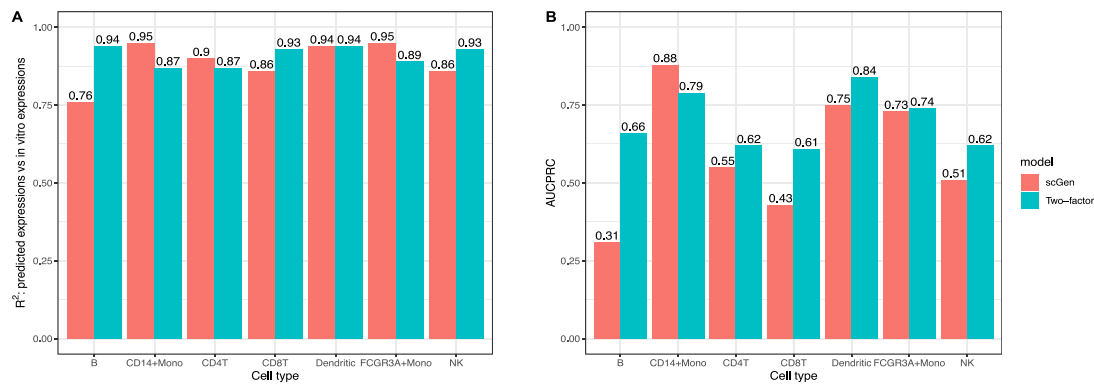 A
R²: predicted expressions vs in vitro expressions
1.00
0.75
0.50
0.25
0.00
0.76
0.94
0.95
0.87
0.9
0.87
0.86
0.93
0.94
0.94
0.95
0.89
0.86
0.93
B
CD14+Mono
CD4T
CD8T
Dendritic
FCGR3A+Mono
NK
Cell type
B
AUCPRC
1.00
0.75
0.50
0.25
0.00
0.31
0.66
0.88
0.79
0.55
0.62
0.43
0.61
0.75
0.84
0.73
0.74
0.51
0.62
B
CD14+Mono
CD4T
CD8T
Dendritic
FCGR3A+Mono
NK
Cell type
model
scGen
Two-factor